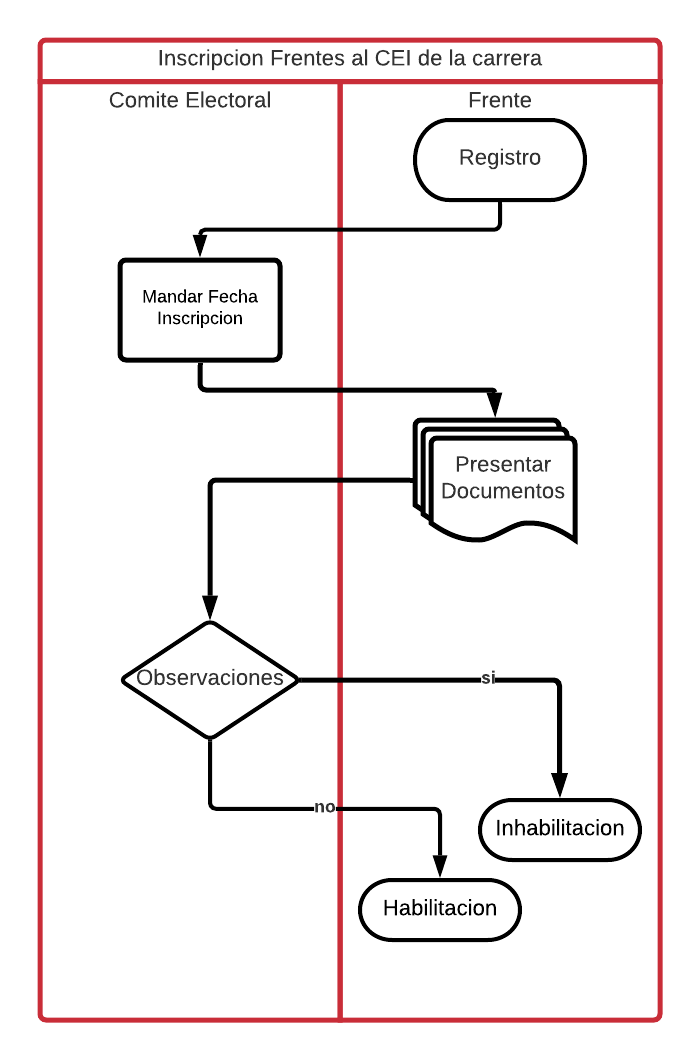 Inscripcion Frentes al CEI de la carrera
Comite Electoral
Frente
Registro
Mandar Fecha
Inscripcion
Presentar
Documentos
Observaciones
si
no
Inhabilitacion
Habilitacion